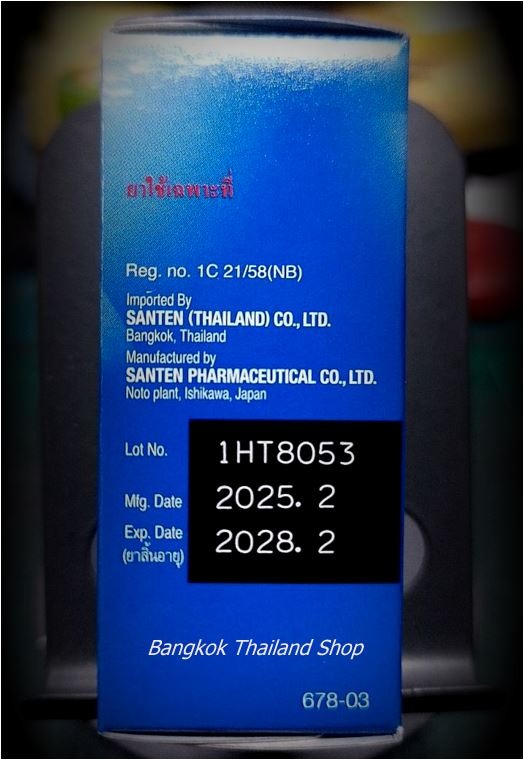 ยาใช้เฉพาะที่
Reg. no. 1C 21/58(NB)
Imported By
SANTEN (THAILAND) CO., LTD.
Bangkok, Thailand
Manufactured by
SANTEN PHARMACEUTICAL CO., LTD.
Noto plant, Ishikawa, Japan
Lot No. 1HT8053
Mfg. Date 2025. 2
Exp. Date 2028. 2
(ยาสิ้นอายุ)
Bangkok Thailand Shop
678-03